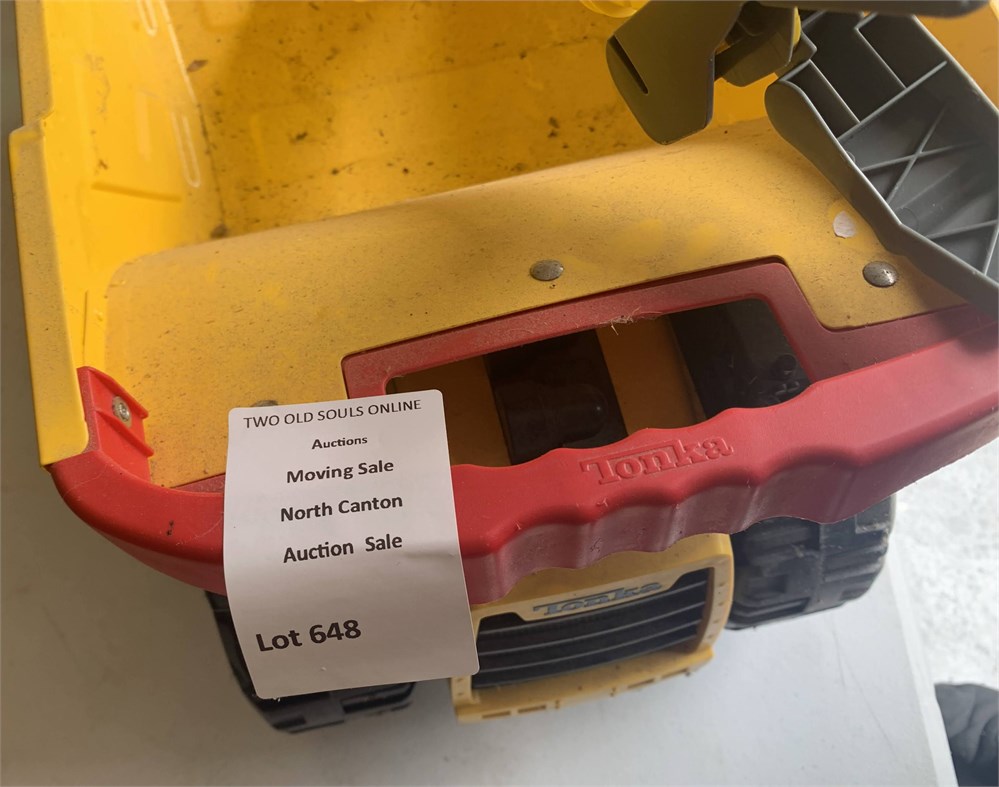 TWO OLD SOULS ONLINE
Auctions
Moving Sale
North Canton
Auction Sale
Lot 648
Tonka
Tonka